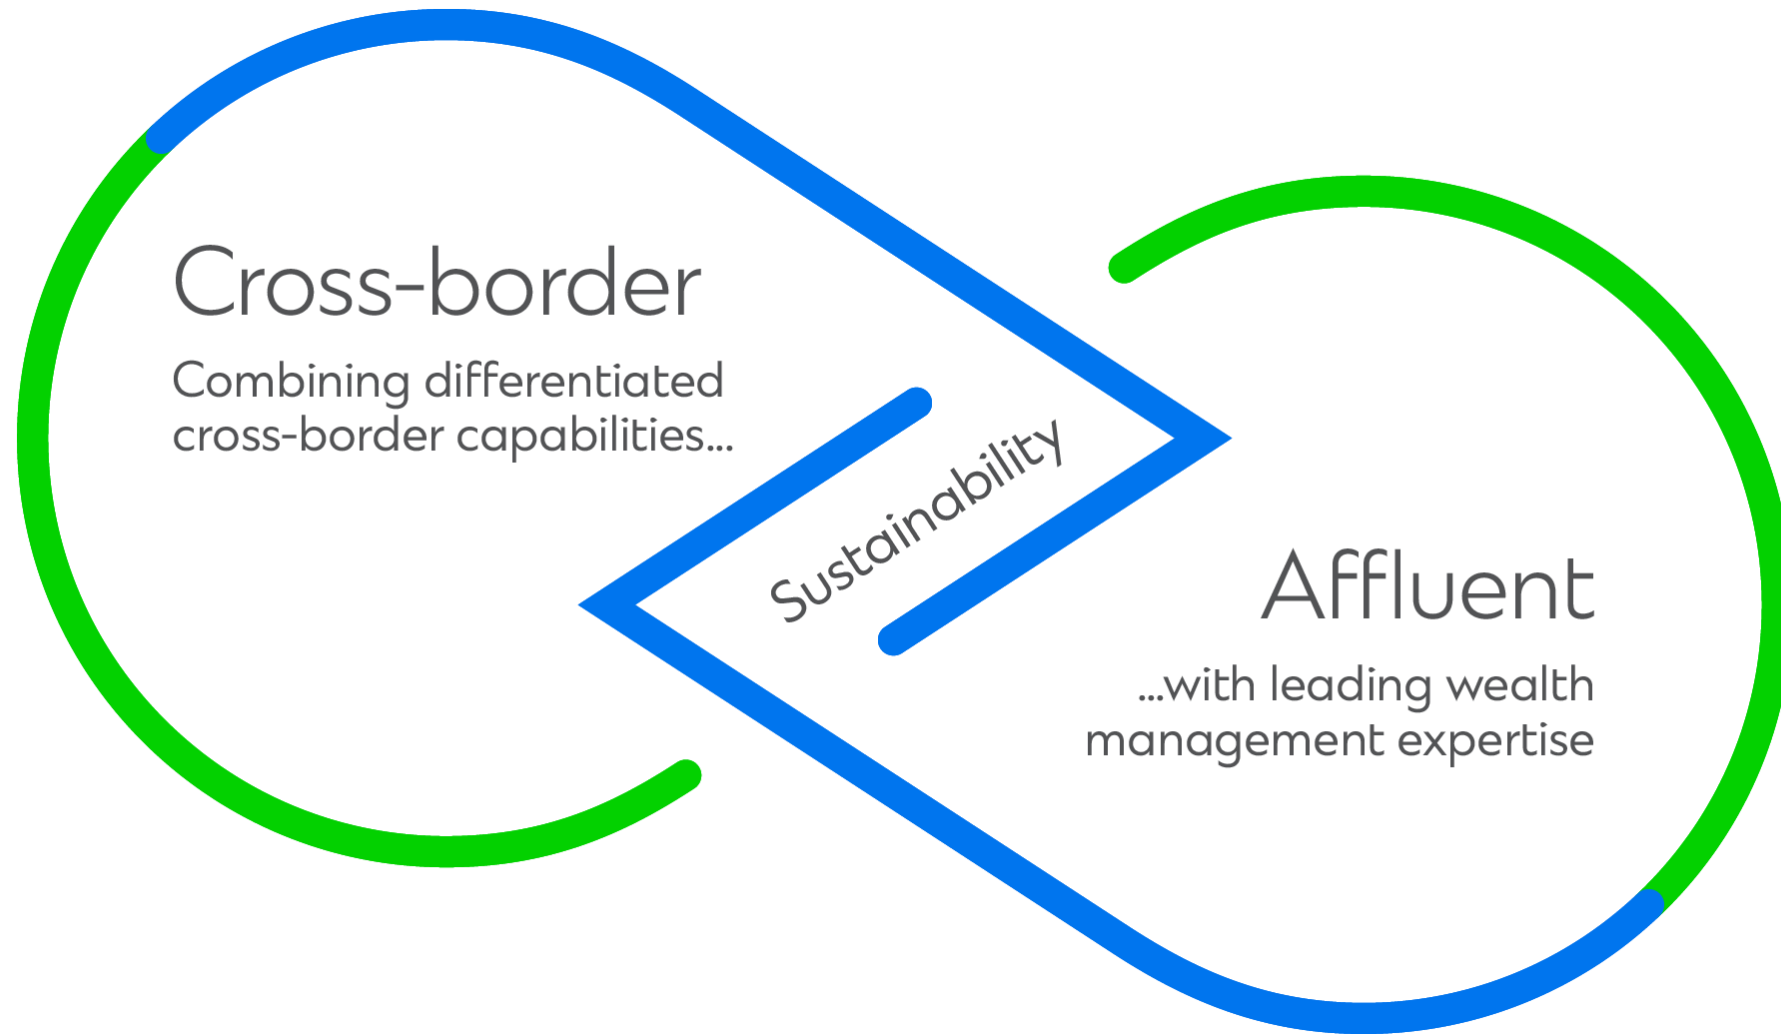 Cross-border
Combining differentiated
cross-border capabilities...
Sustainability
Affluent
...with leading wealth
management expertise